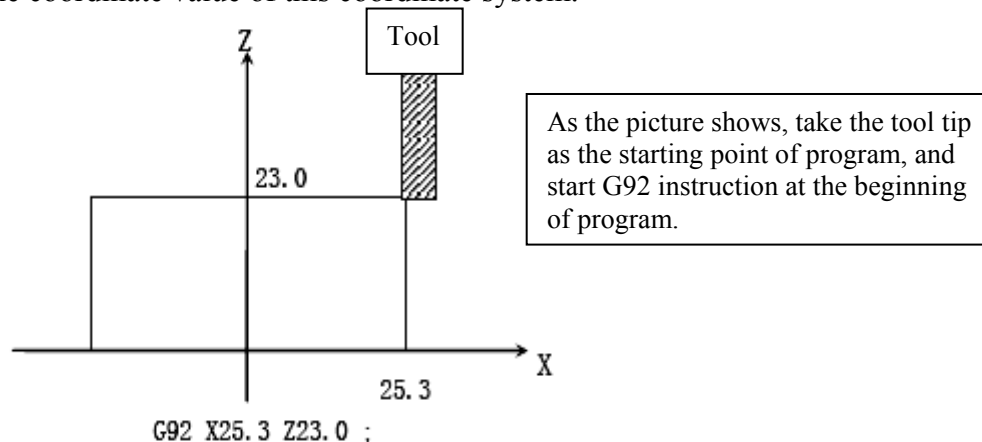 the coordinate value of this coordinate system.
Z
Tool
As the picture shows, take the tool tip
as the starting point of program, and
start G92 instruction at the beginning
of program.
23.0
X
25.3
G92 X25.3 Z23.0 ;